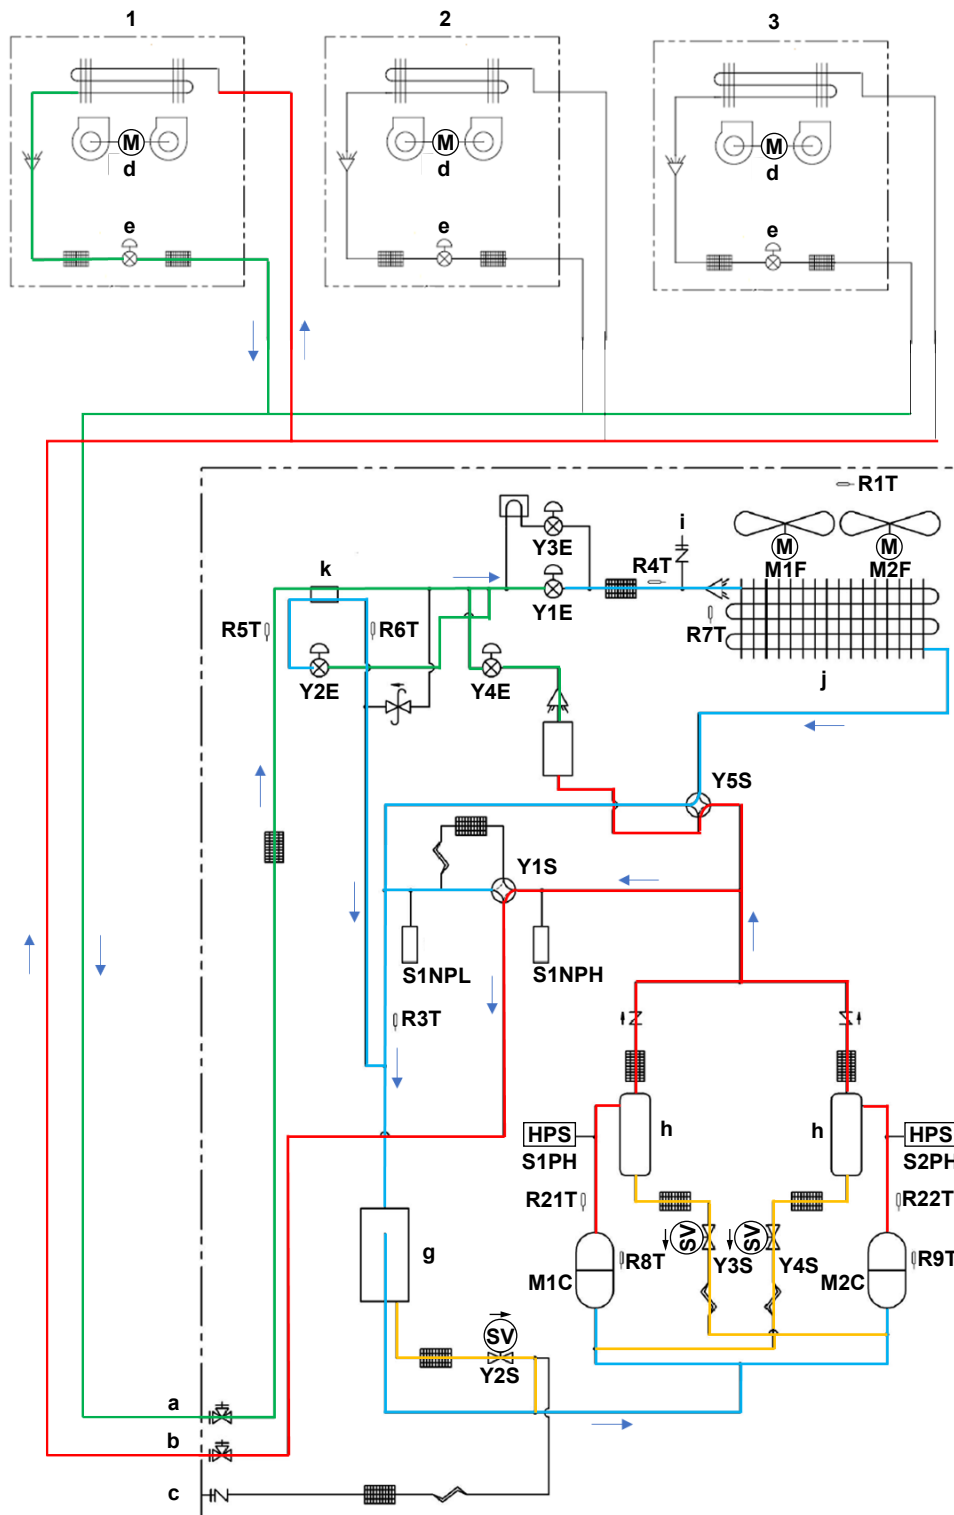 1 2 3
M M M
d d d
e e e
R1T
i
Y3E
R4T
M M
M1F M2F
k
Y1E
R5T R6T R7T
Y2E Y4E j
Y5S
Y1S
S1NPL S1NPH
R3T
HPS h h HPS
S1PH S2PH
R21T R22T
g SV SV
R8T Y3S Y4S R9T
M1C M2C
SV
Y2S
a
b
c